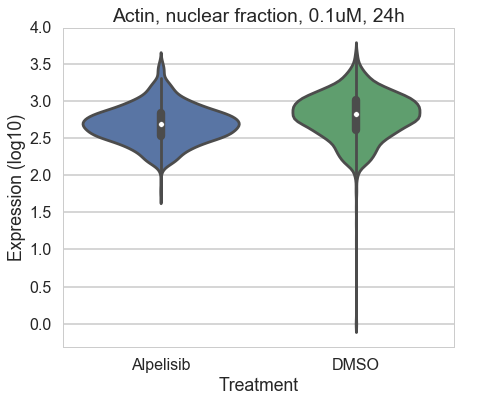 Actin, nuclear fraction, 0.1uM, 24h
Expression (log10)
4.0
3.5
3.0
2.5
2.0
1.5
1.0
0.5
0.0
Alpelisib DMSO
Treatment